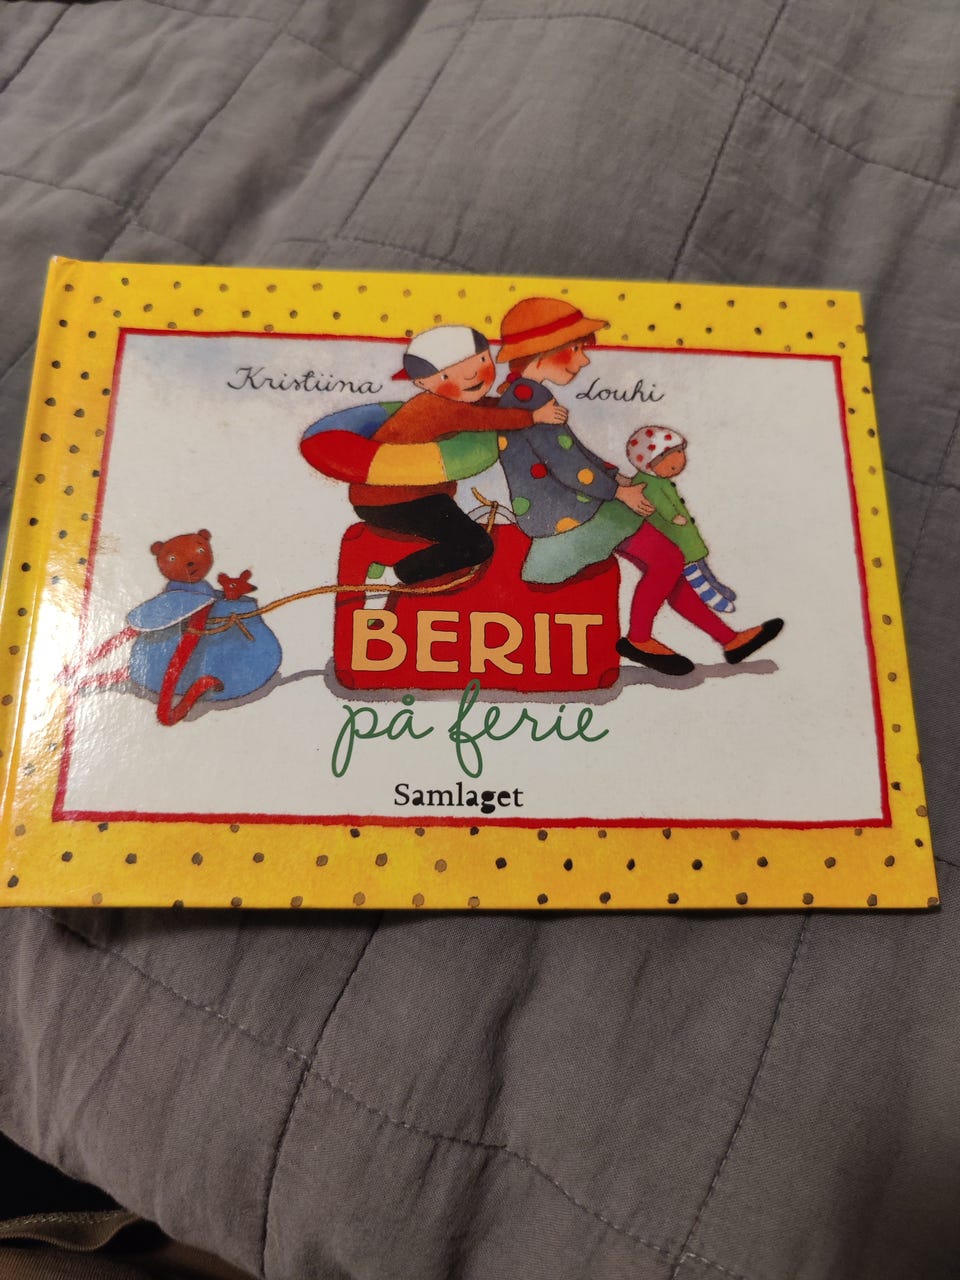 Kristiina Louhi
BERIT
på ferie
Samlaget